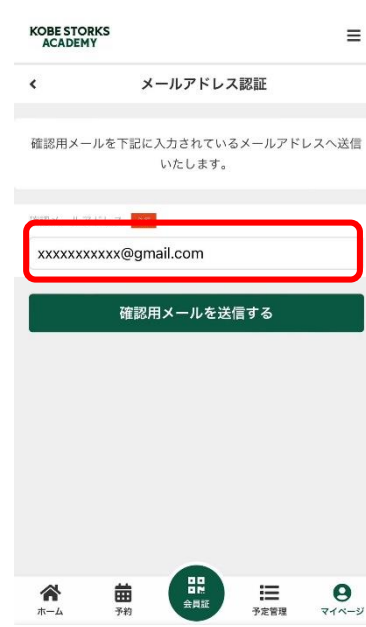 KOBE STORKS
ACADEMY
メールアドレス認証
確認用メールを下記に入力されているメールアドレスへ送信
いたします。
xxxxxxxxxxx@gmail.com
確認用メールを送信する
ホーム
予約
会員証
予定管理
マイページ